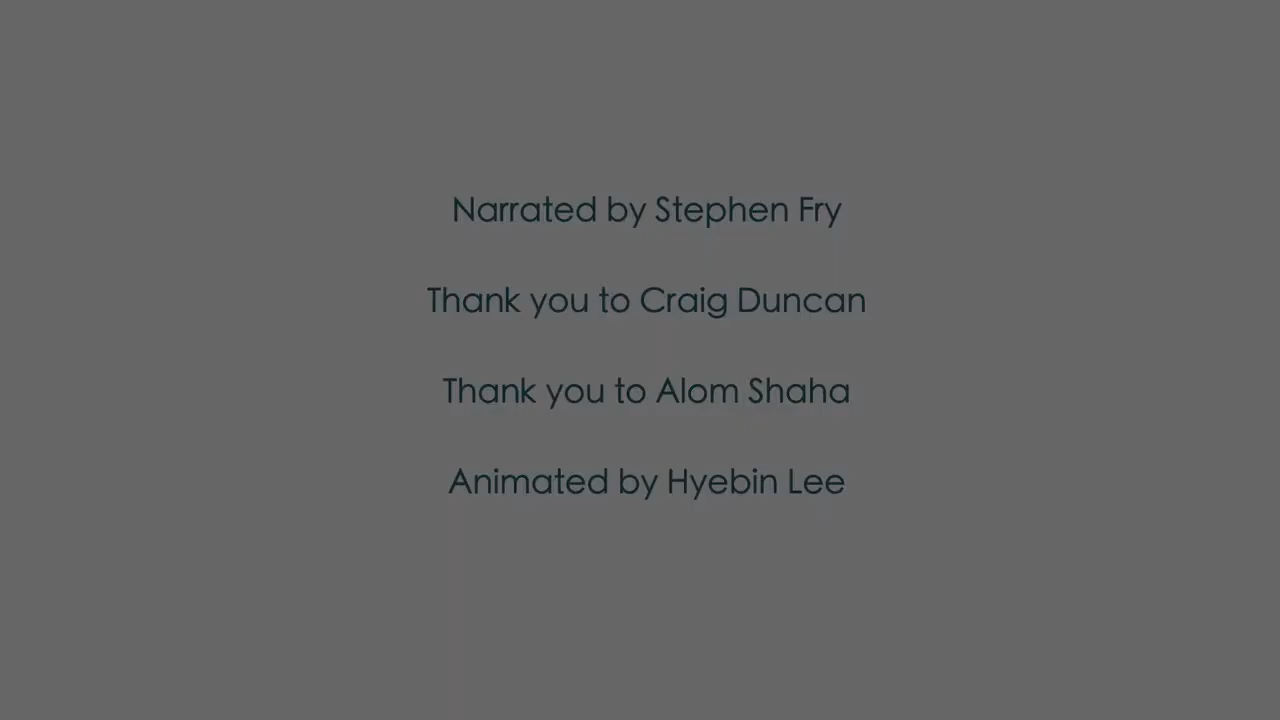 Narrated by Stephen Fry
Thank you to Craig Duncan
Thank you to Alom Shaha
Animated by Hyebin Lee